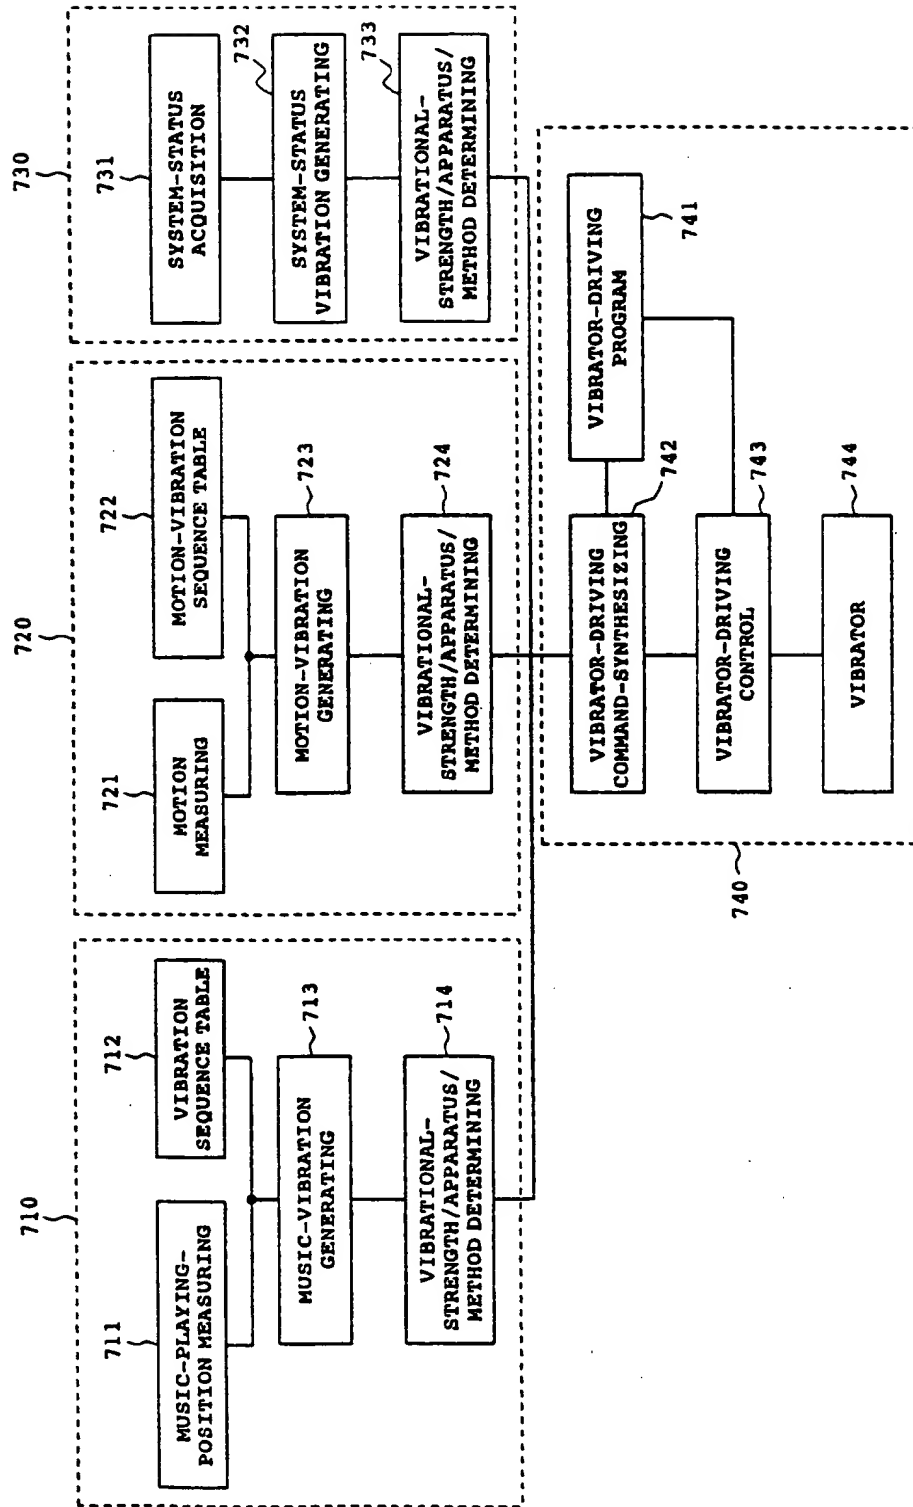 710
711
MUSIC-PLAYING-
POSITION MEASURING
712
VIBRATION
SEQUENCE TABLE
713
MUSIC-VIBRATION
GENERATING
714
VIBRATIONAL-
STRENGTH/APPARATUS/
METHOD DETERMINING
720
721
MOTION
MEASURING
722
MOTION-VIBRATION
SEQUENCE TABLE
723
MOTION-VIBRATION
GENERATING
724
VIBRATIONAL-
STRENGTH/APPARATUS/
METHOD DETERMINING
730
731
SYSTEM-STATUS
ACQUISITION
732
SYSTEM-STATUS
VIBRATION GENERATING
733
VIBRATIONAL-
STRENGTH/APPARATUS/
METHOD DETERMINING
740
VIBRATOR-DRIVING
COMMAND-SYNTHESIZING
742
VIBRATOR-DRIVING
PROGRAM
741
VIBRATOR-DRIVING
CONTROL
743
VIBRATOR
744